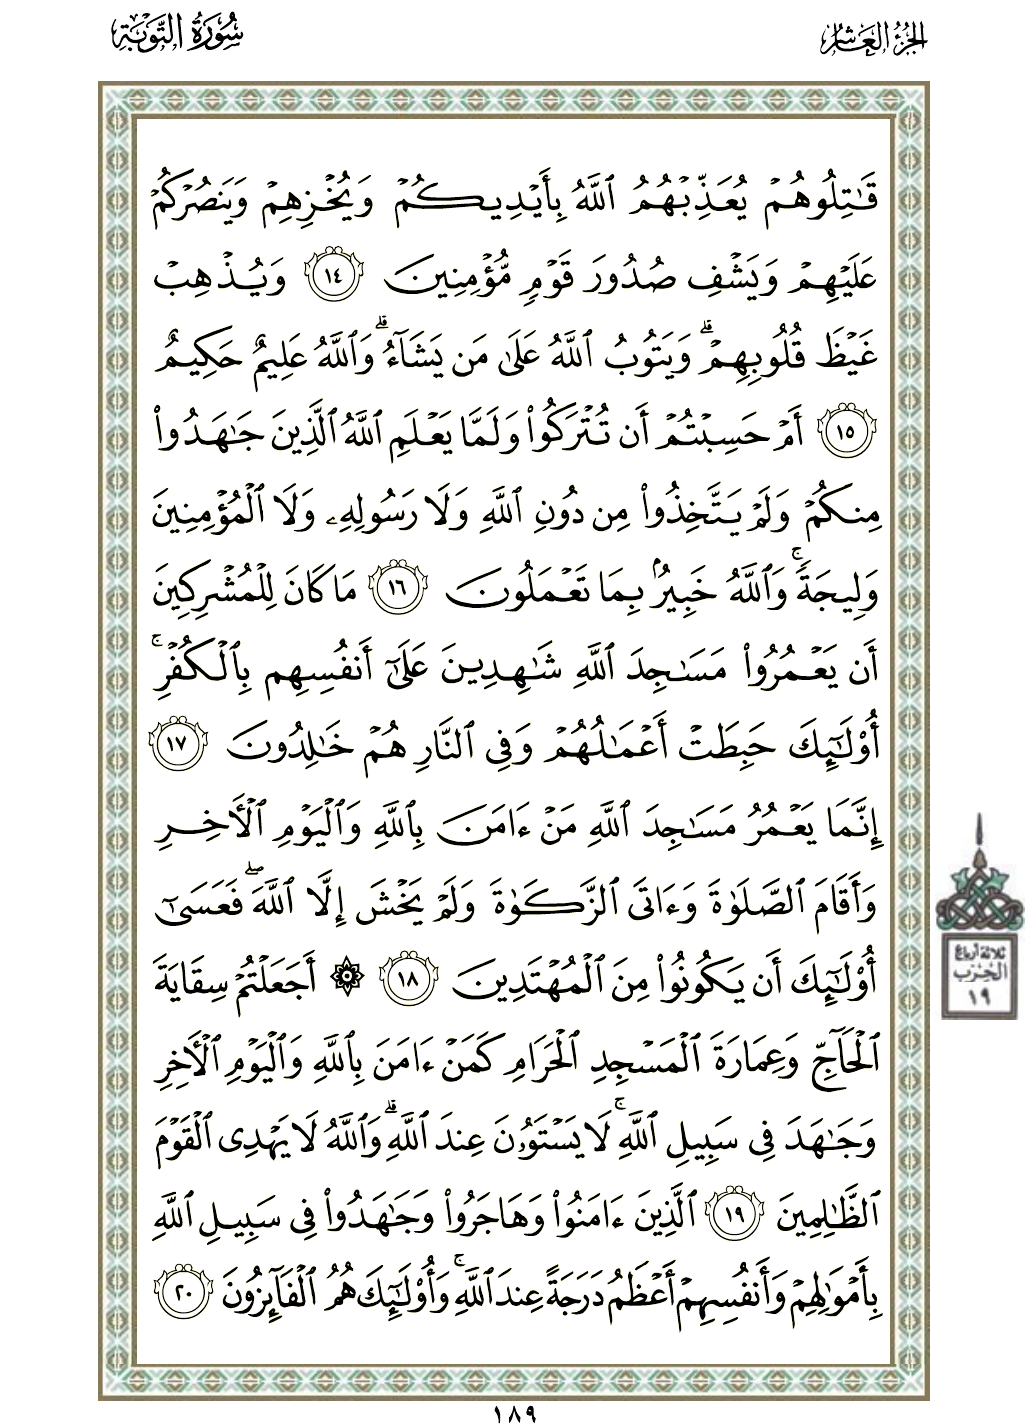 الجزء العاشر
سورة التوبة
قَٰتِلُوهُمۡ يُعَذِّبۡهُمُ ٱللَّهُ بِأَيۡدِيكُمۡ وَيُخۡزِهِمۡ وَيَنصُرۡكُمۡ
عَلَيۡهِمۡ وَيَشۡفِ صُدُورَ قَوۡمٖ مُّؤۡمِنِينَ ١٤ وَيُذۡهِبۡ
غَيۡظَ قُلُوبِهِمۡۗ وَيَتُوبُ ٱللَّهُ عَلَىٰ مَن يَشَآءُۗ وَٱللَّهُ عَلِيمٌ حَكِيمٌ
١٥ أَمۡ حَسِبۡتُمۡ أَن تُتۡرَكُواْ وَلَمَّا يَعۡلَمِ ٱللَّهُ ٱلَّذِينَ جَٰهَدُواْ
مِنكُمۡ وَلَمۡ يَتَّخِذُواْ مِن دُونِ ٱللَّهِ وَلَا رَسُولِهِۦ وَلَا ٱلۡمُؤۡمِنِينَ
وَلِيجَةٗۚ وَٱللَّهُ خَبِيرُۢ بِمَا تَعۡمَلُونَ ١٦ مَا كَانَ لِلۡمُشۡرِكِينَ
أَن يَعۡمُرُواْ مَسَٰجِدَ ٱللَّهِ شَٰهِدِينَ عَلَىٰٓ أَنفُسِهِم بِٱلۡكُفۡرِۚ
أُوْلَٰٓئِكَ حَبِطَتۡ أَعۡمَٰلُهُمۡ وَفِي ٱلنَّارِ هُمۡ خَٰلِدُونَ ١٧
إِنَّمَا يَعۡمُرُ مَسَٰجِدَ ٱللَّهِ مَنۡ ءَامَنَ بِٱللَّهِ وَٱلۡيَوۡمِ ٱلۡأٓخِرِ
وَأَقَامَ ٱلصَّلَوٰةَ وَءَاتَى ٱلزَّكَوٰةَ وَلَمۡ يَخۡشَ إِلَّا ٱللَّهَۖ فَعَسَىٰٓ
أُوْلَٰٓئِكَ أَن يَكُونُواْ مِنَ ٱلۡمُهۡتَدِينَ ١٨ ۞ أَجَعَلۡتُمۡ سِقَايَةَ
ٱلۡحَآجِّ وَعِمَارَةَ ٱلۡمَسۡجِدِ ٱلۡحَرَامِ كَمَنۡ ءَامَنَ بِٱللَّهِ وَٱلۡيَوۡمِ ٱلۡأٓخِرِ
وَجَٰهَدَ فِي سَبِيلِ ٱللَّهِۚ لَا يَسۡتَوُۥنَ عِندَ ٱللَّهِۗ وَٱللَّهُ لَا يَهۡدِي ٱلۡقَوۡمَ
ٱلظَّٰلِمِينَ ١٩ ٱلَّذِينَ ءَامَنُواْ وَهَاجَرُواْ وَجَٰهَدُواْ فِي سَبِيلِ ٱللَّهِ
بِأَمۡوَٰلِهِمۡ وَأَنفُسِهِمۡ أَعۡظَمُ دَرَجَةً عِندَ ٱللَّهِۚ وَأُوْلَٰٓئِكَ هُمُ ٱلۡفَآئِزُونَ ٢٠
ثلاثة أرباع
الحزب
١٩
١٨٩